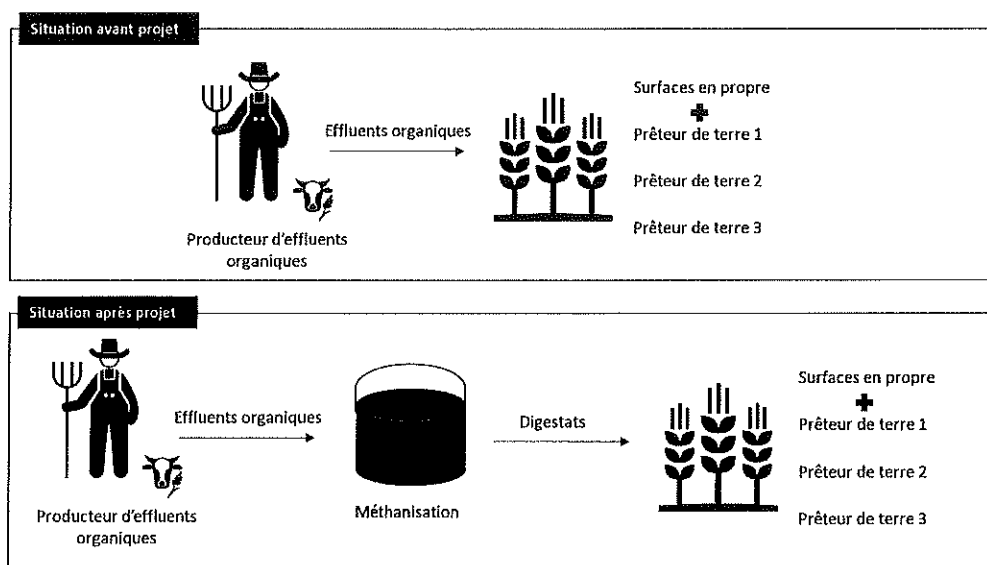 Situation avant projet
Effluents organiques
Producteur d'effluents
organiques
Surfaces en propre
Prêteur de terre 1
Prêteur de terre 2
Prêteur de terre 3
Situation après projet
Effluents organiques
Digestats
Producteur d'effluents
organiques
Méthanisation
Surfaces en propre
Prêteur de terre 1
Prêteur de terre 2
Prêteur de terre 3